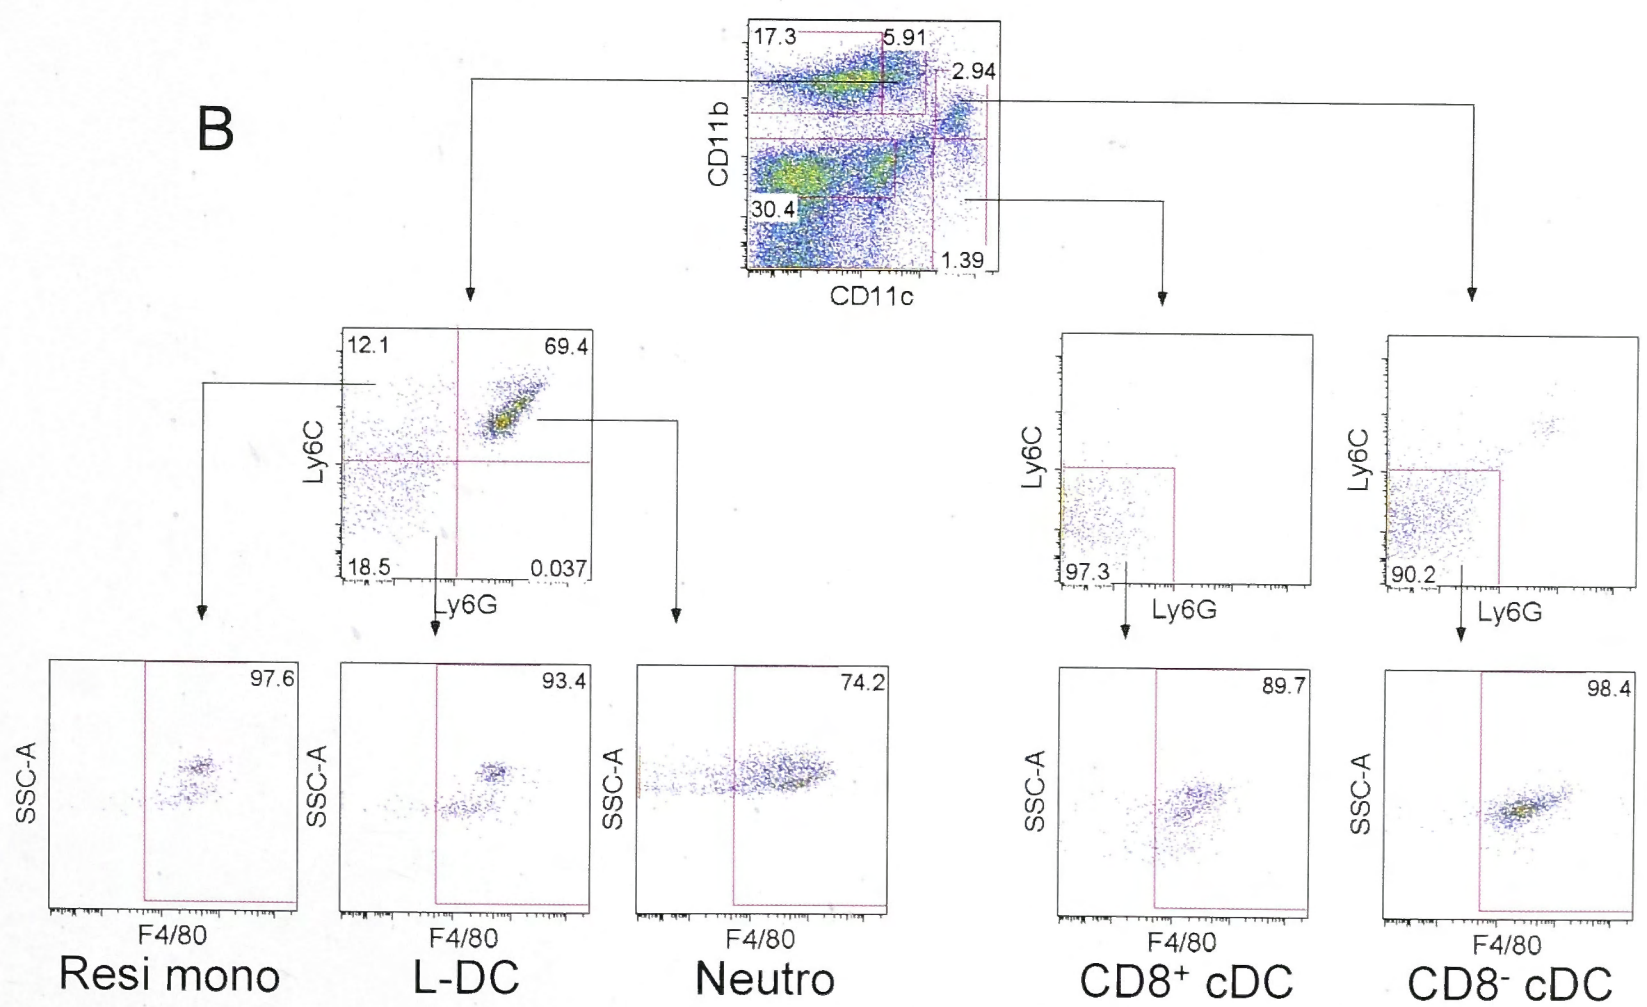 B
17.3
5.91
2.94
30.4
1.39
CD11b
CD11c
12.1
69.4
18.5
0.037
Ly6C
Ly6G
97.3
Ly6C
Ly6G
90.2
Ly6C
Ly6G
97.6
SSC-A
F4/80
Resi mono
93.4
SSC-A
F4/80
L-DC
74.2
SSC-A
F4/80
Neutro
89.7
SSC-A
F4/80
CD8⁺ cDC
98.4
SSC-A
F4/80
CD8⁻ cDC